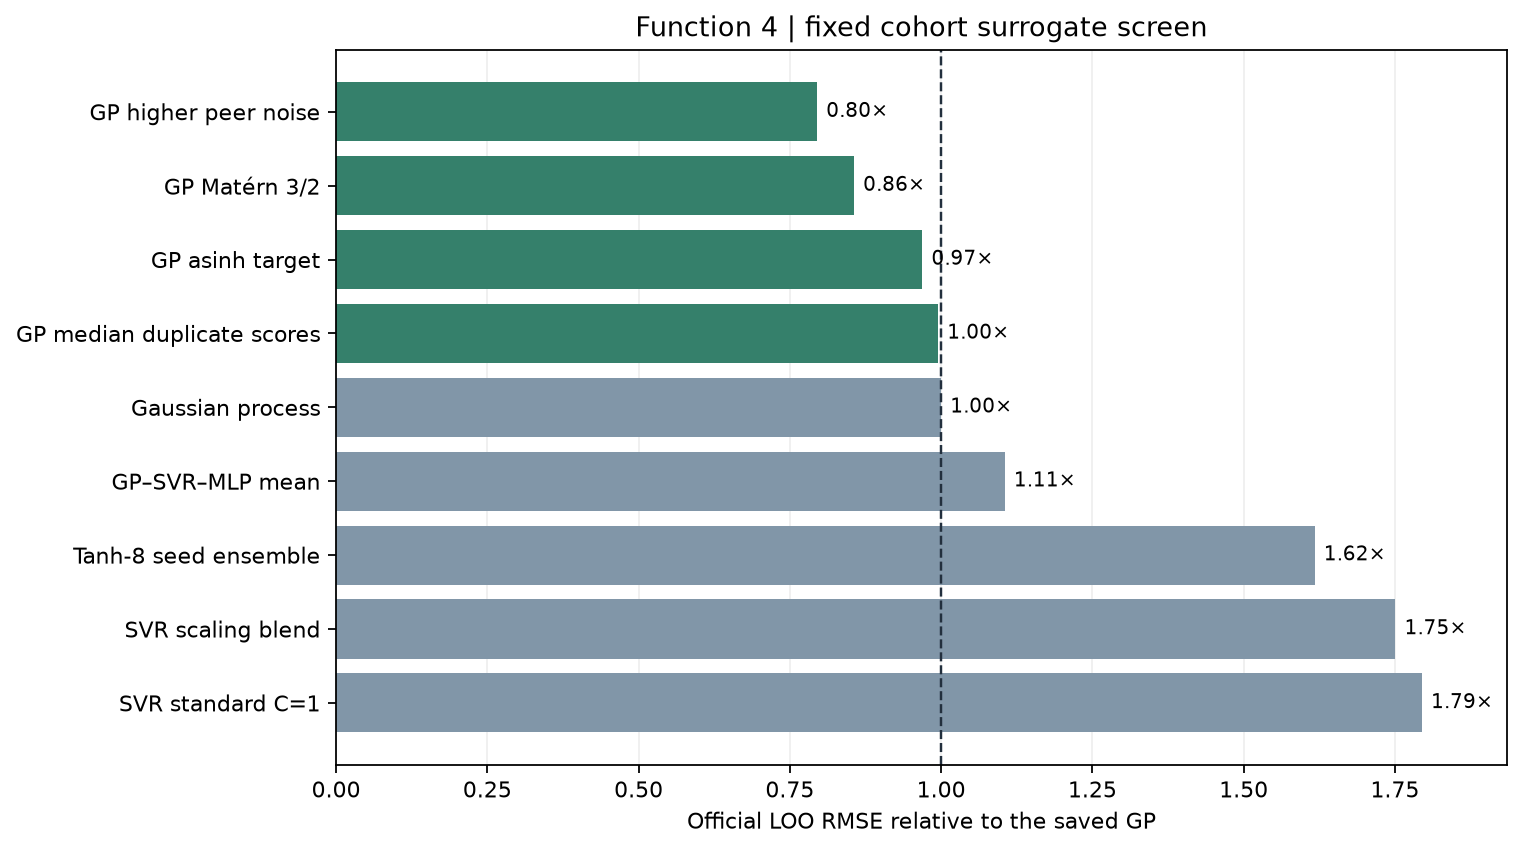 Function 4 | fixed cohort surrogate screen
GP higher peer noise 0.80×
GP Matérn 3/2 0.86×
GP asinh target 0.97×
GP median duplicate scores 1.00×
Gaussian process 1.00×
GP–SVR–MLP mean 1.11×
Tanh-8 seed ensemble 1.62×
SVR scaling blend 1.75×
SVR standard C=1 1.79×
0.00 0.25 0.50 0.75 1.00 1.25 1.50 1.75
Official LOO RMSE relative to the saved GP